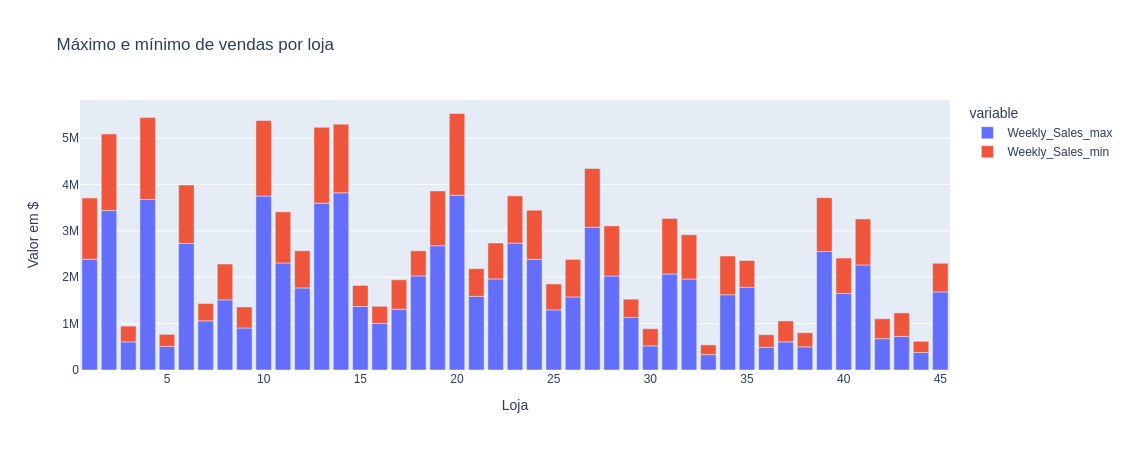 Máximo e mínimo de vendas por loja
variable
Weekly_Sales_max
Weekly_Sales_min
Valor em $
5M
4M
3M
2M
1M
0
5
10
15
20
25
30
35
40
45
Loja